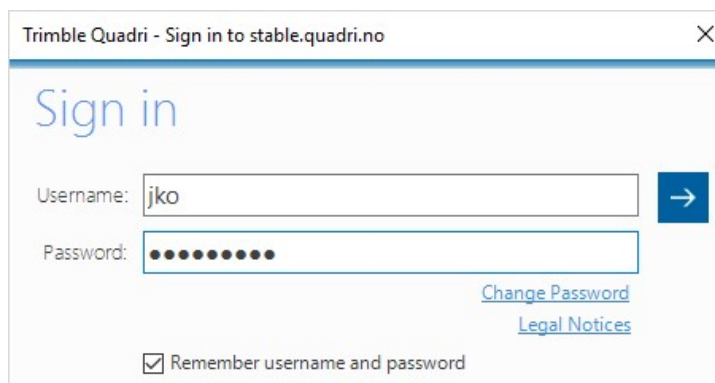 Trimble Quadri - Sign in to stable.quadri.no
Sign in
Username: jko
Password: ●●●●●●●●●
Change Password
Legal Notices
Remember username and password